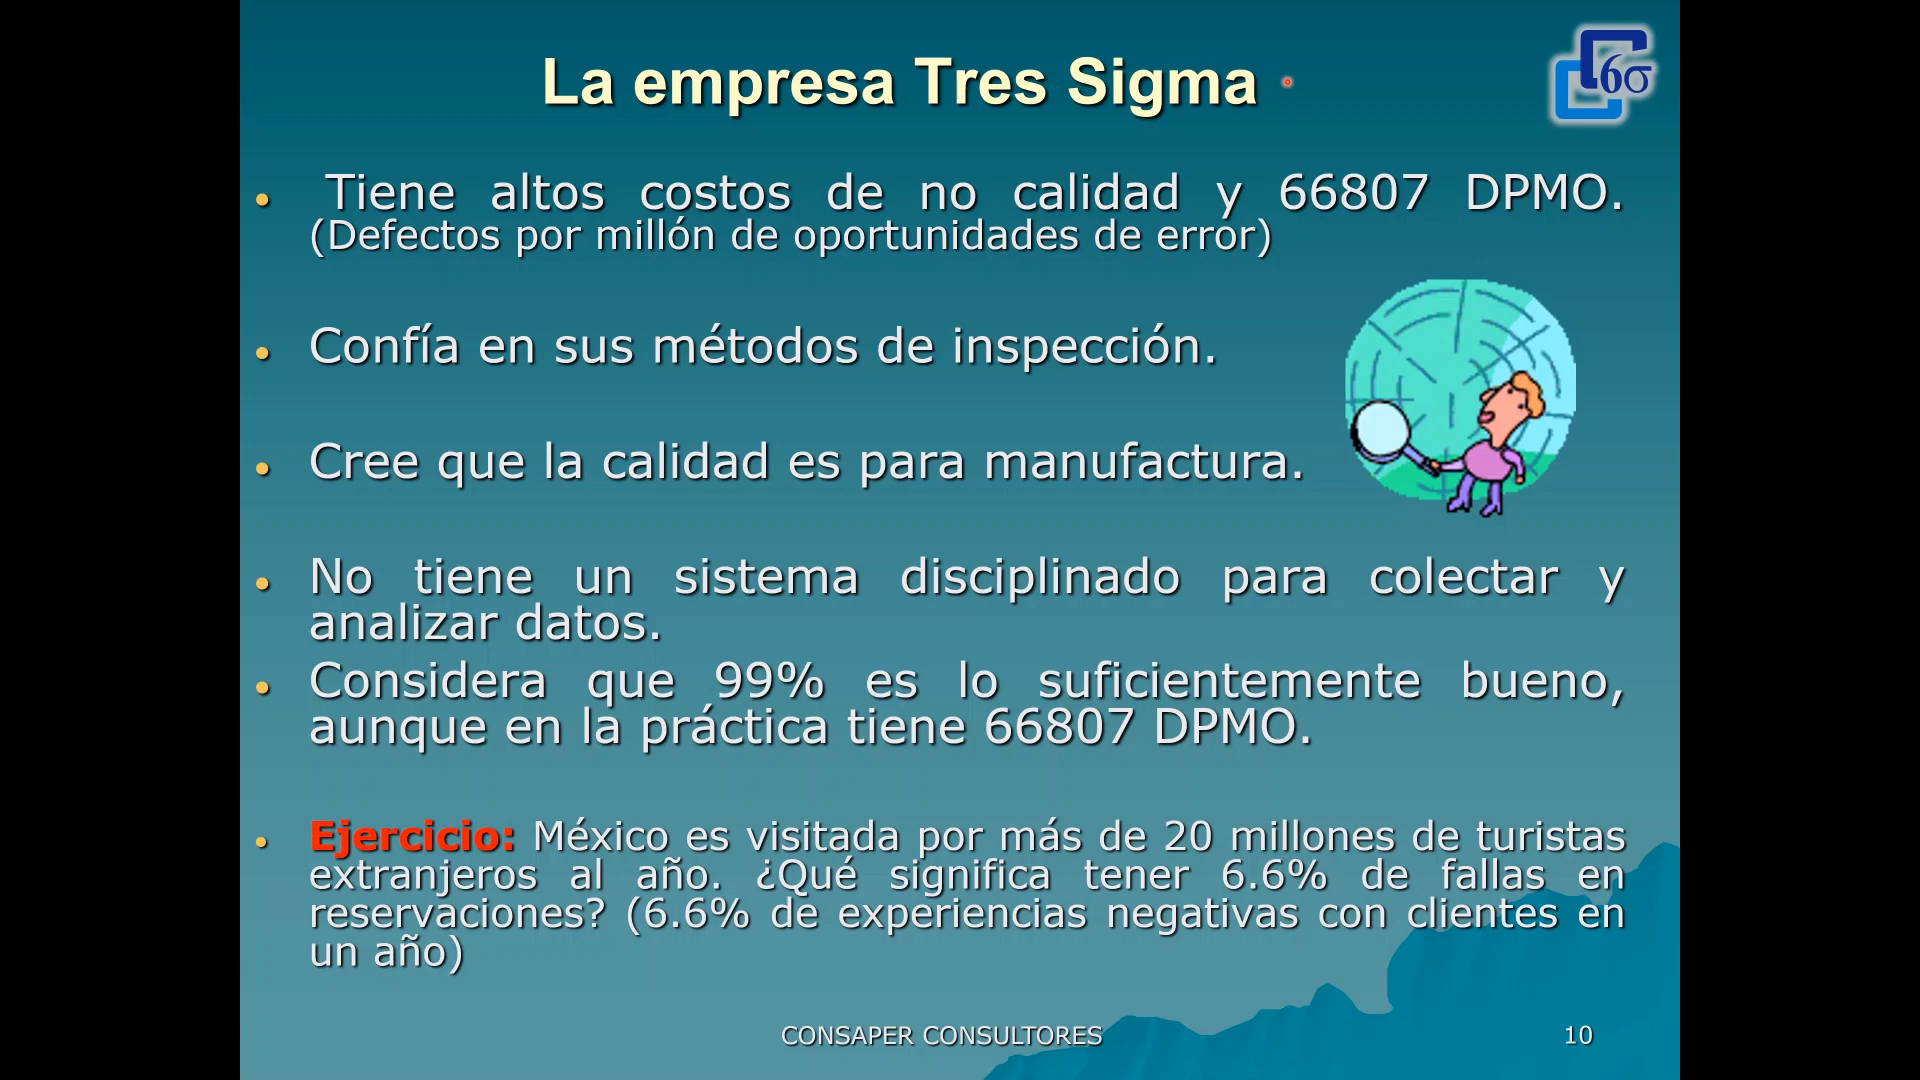 La empresa Tres Sigma
6σ
• Tiene altos costos de no calidad y 66807 DPMO.
(Defectos por millón de oportunidades de error)
• Confía en sus métodos de inspección.
• Cree que la calidad es para manufactura.
• No tiene un sistema disciplinado para colectar y
analizar datos.
• Considera que 99% es lo suficientemente bueno,
aunque en la práctica tiene 66807 DPMO.
• Ejercicio: México es visitada por más de 20 millones de turistas
extranjeros al año. ¿Qué significa tener 6.6% de fallas en
reservaciones? (6.6% de experiencias negativas con clientes en
un año)
CONSAPER CONSULTORES
10